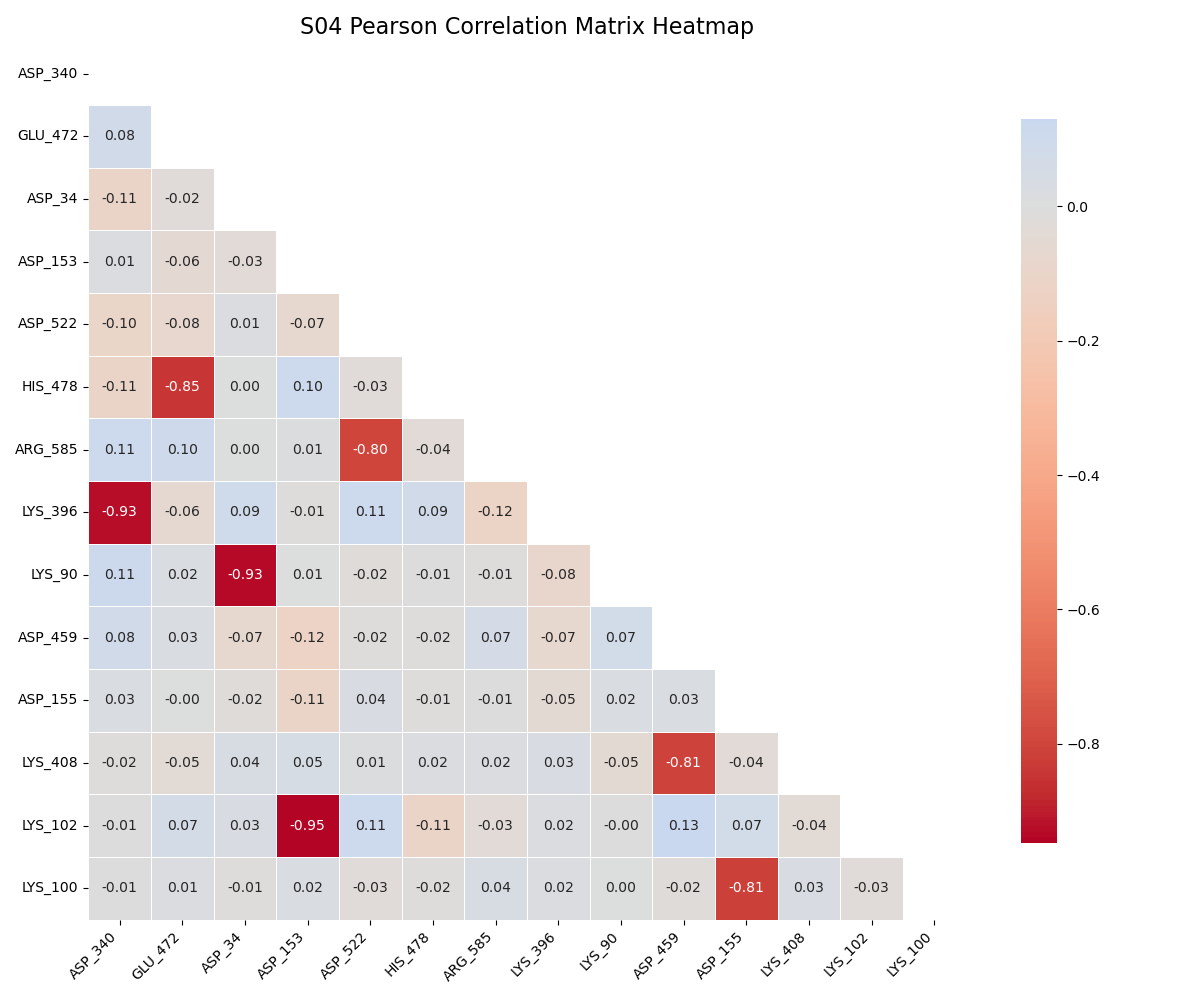 S04 Pearson Correlation Matrix Heatmap
ASP_340
GLU_472 0.08
ASP_34 -0.11 -0.02
ASP_153 0.01 -0.06 -0.03
ASP_522 -0.10 -0.08 0.01 -0.07
HIS_478 -0.11 -0.85 0.00 0.10 -0.03
ARG_585 0.11 0.10 0.00 0.01 -0.80 -0.04
LYS_396 -0.93 -0.06 0.09 -0.01 0.11 0.09 -0.12
LYS_90 0.11 0.02 -0.93 0.01 -0.02 -0.01 -0.01 -0.08
ASP_459 0.08 0.03 -0.07 -0.12 -0.02 -0.02 0.07 -0.07 0.07
ASP_155 0.03 -0.00 -0.02 -0.11 0.04 -0.01 -0.01 -0.05 0.02 0.03
LYS_408 -0.02 -0.05 0.04 0.05 0.01 0.02 0.02 0.03 -0.05 -0.81 -0.04
LYS_102 -0.01 0.07 0.03 -0.95 0.11 -0.11 -0.03 0.02 -0.00 0.13 0.07 -0.04
LYS_100 -0.01 0.01 -0.01 0.02 -0.03 -0.02 0.04 0.02 0.00 -0.02 -0.81 0.03 -0.03
ASP_340 GLU_472 ASP_34 ASP_153 ASP_522 HIS_478 ARG_585 LYS_396 LYS_90 ASP_459 ASP_155 LYS_408 LYS_102 LYS_100
0.0
−0.2
−0.4
−0.6
−0.8